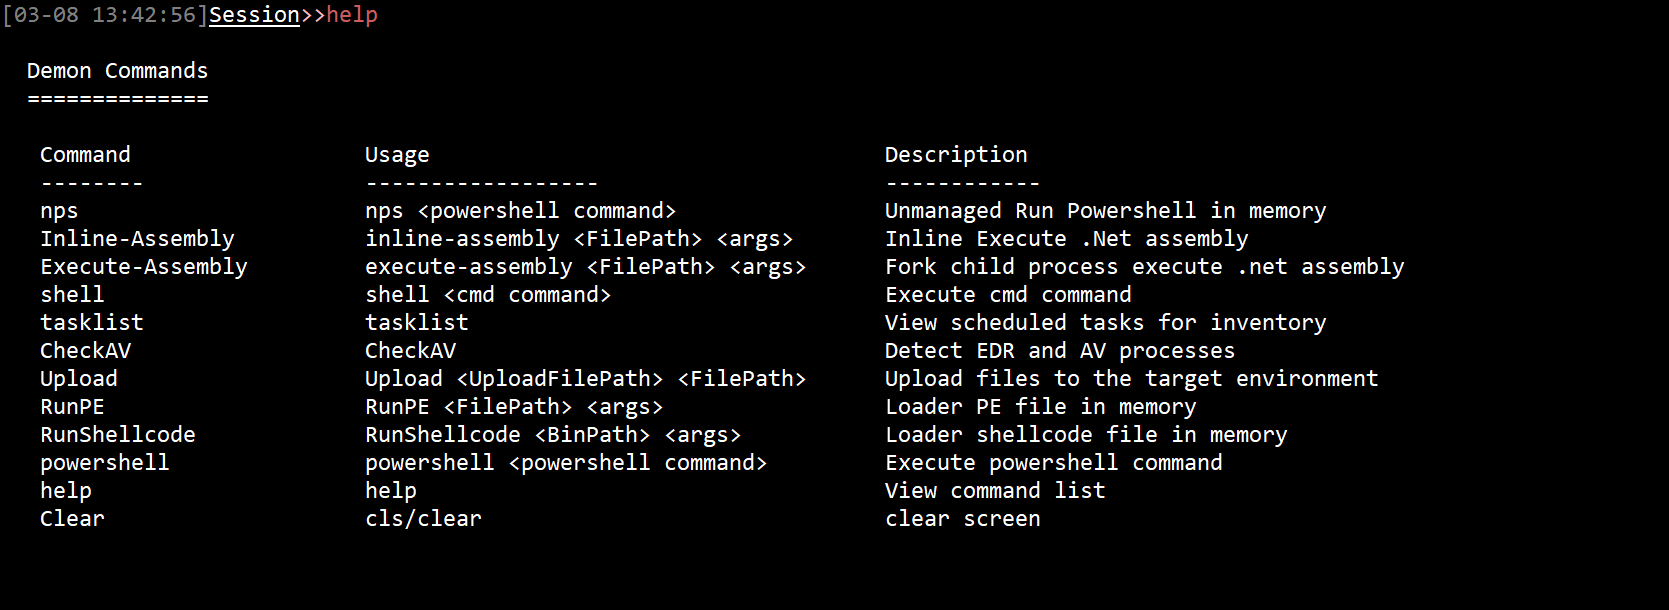 [03-08 13:42:56]Session>>help
Demon Commands
==============
Command Usage Description
-------- ------------------ ------------
nps nps <powershell command> Unmanaged Run Powershell in memory
Inline-Assembly inline-assembly <FilePath> <args> Inline Execute .Net assembly
Execute-Assembly execute-assembly <FilePath> <args> Fork child process execute .net assembly
shell shell <cmd command> Execute cmd command
tasklist tasklist View scheduled tasks for inventory
CheckAV CheckAV Detect EDR and AV processes
Upload Upload <UploadFilePath> <FilePath> Upload files to the target environment
RunPE RunPE <FilePath> <args> Loader PE file in memory
RunShellcode RunShellcode <BinPath> <args> Loader shellcode file in memory
powershell powershell <powershell command> Execute powershell command
help help View command list
Clear cls/clear clear screen